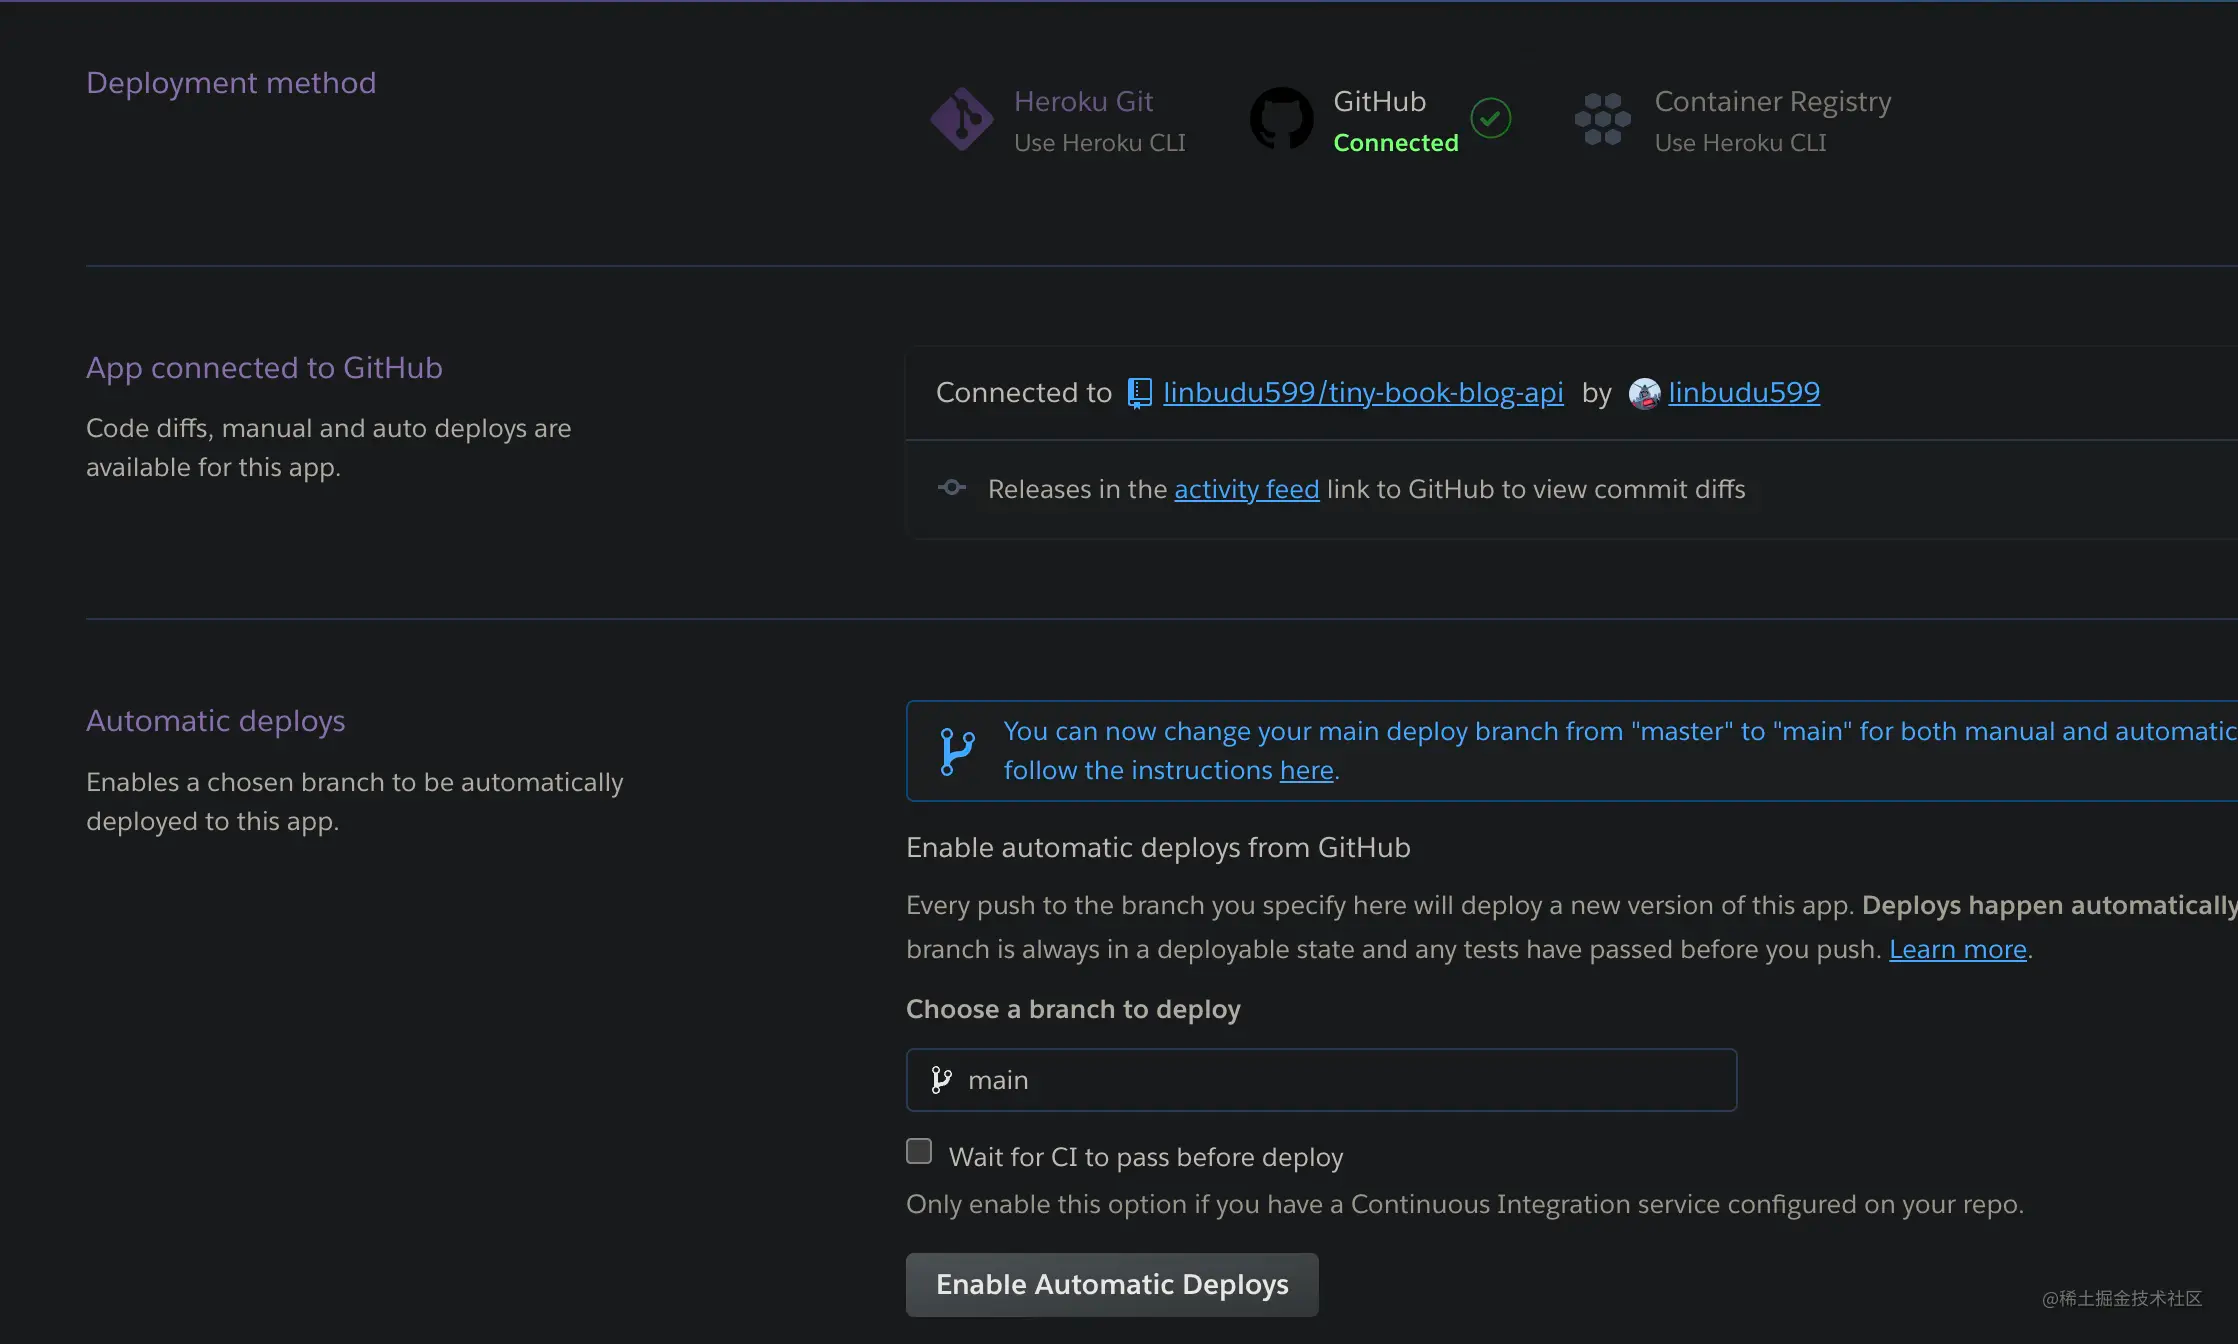 Deployment method
Heroku Git
Use Heroku CLI
GitHub
Connected
Container Registry
Use Heroku CLI
App connected to GitHub
Code diffs, manual and auto deploys are
available for this app.
Connected to linbudu599/tiny-book-blog-api by linbudu599
Releases in the activity feed link to GitHub to view commit diffs
Automatic deploys
Enables a chosen branch to be automatically
deployed to this app.
You can now change your main deploy branch from "master" to "main" for both manual and automatic
follow the instructions here.
Enable automatic deploys from GitHub
Every push to the branch you specify here will deploy a new version of this app. Deploys happen automatically
branch is always in a deployable state and any tests have passed before you push. Learn more.
Choose a branch to deploy
main
Wait for CI to pass before deploy
Only enable this option if you have a Continuous Integration service configured on your repo.
Enable Automatic Deploys
@稀土掘金技术社区